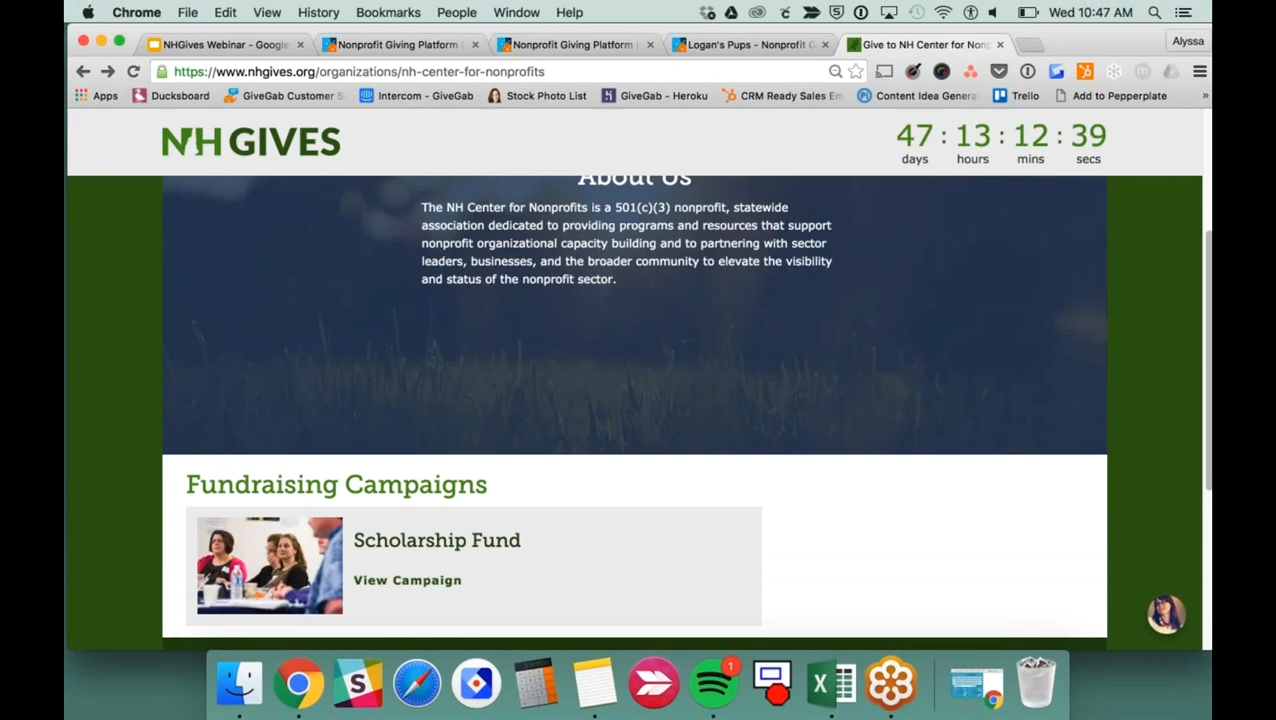 Chrome File Edit View History Bookmarks People Window Help Wed 10:47 AM
NHGives Webinar - Google Nonprofit Giving Platform Nonprofit Giving Platform Logan's Pups - Nonprofit G Give to NH Center for Nonp Alyssa
https://www.nhgives.org/organizations/nh-center-for-nonprofits
Apps Ducksboard GiveGab Customer S Intercom - GiveGab Stock Photo List GiveGab - Heroku CRM Ready Sales Em Content Idea Genera Trello Add to Pepperplate »
NH GIVES
47 : 13 : 12 : 39
days hours mins secs
About Us
The NH Center for Nonprofits is a 501(c)(3) nonprofit, statewide
association dedicated to providing programs and resources that support
nonprofit organizational capacity building and to partnering with sector
leaders, businesses, and the broader community to elevate the visibility
and status of the nonprofit sector.
Fundraising Campaigns
Scholarship Fund
View Campaign
1